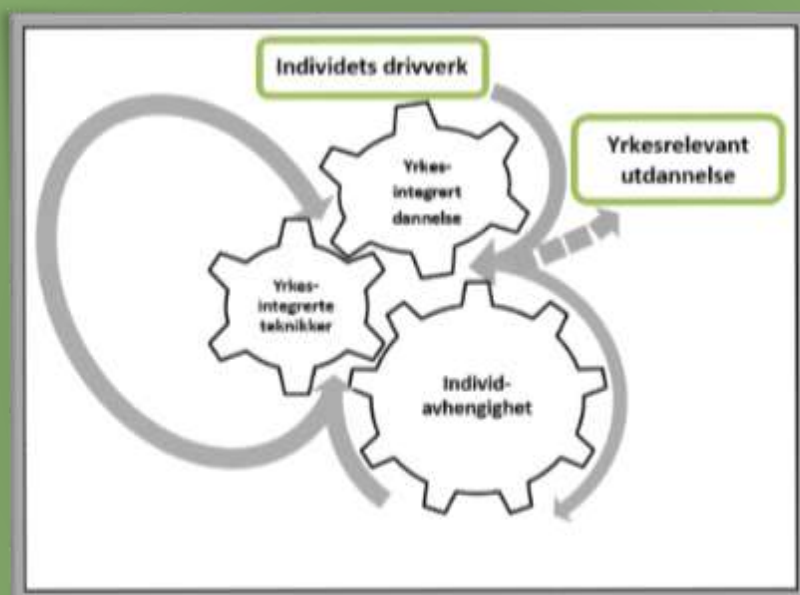 Individets drivverk
Yrkes-
integrert
dannelse
Yrkesrelevant
utdannelse
Yrkes-
integrerte
teknikker
Individ-
avhengighet